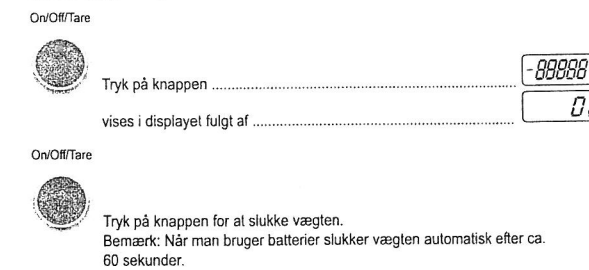 On/Off/Tare
-88888
Tryk på knappen ....................................................................
vises i displayet fulgt af ............................................................
0.
On/Off/Tare
Tryk på knappen for at slukke vægten.
Bemærk: Når man bruger batterier slukker vægten automatisk efter ca.
60 sekunder.